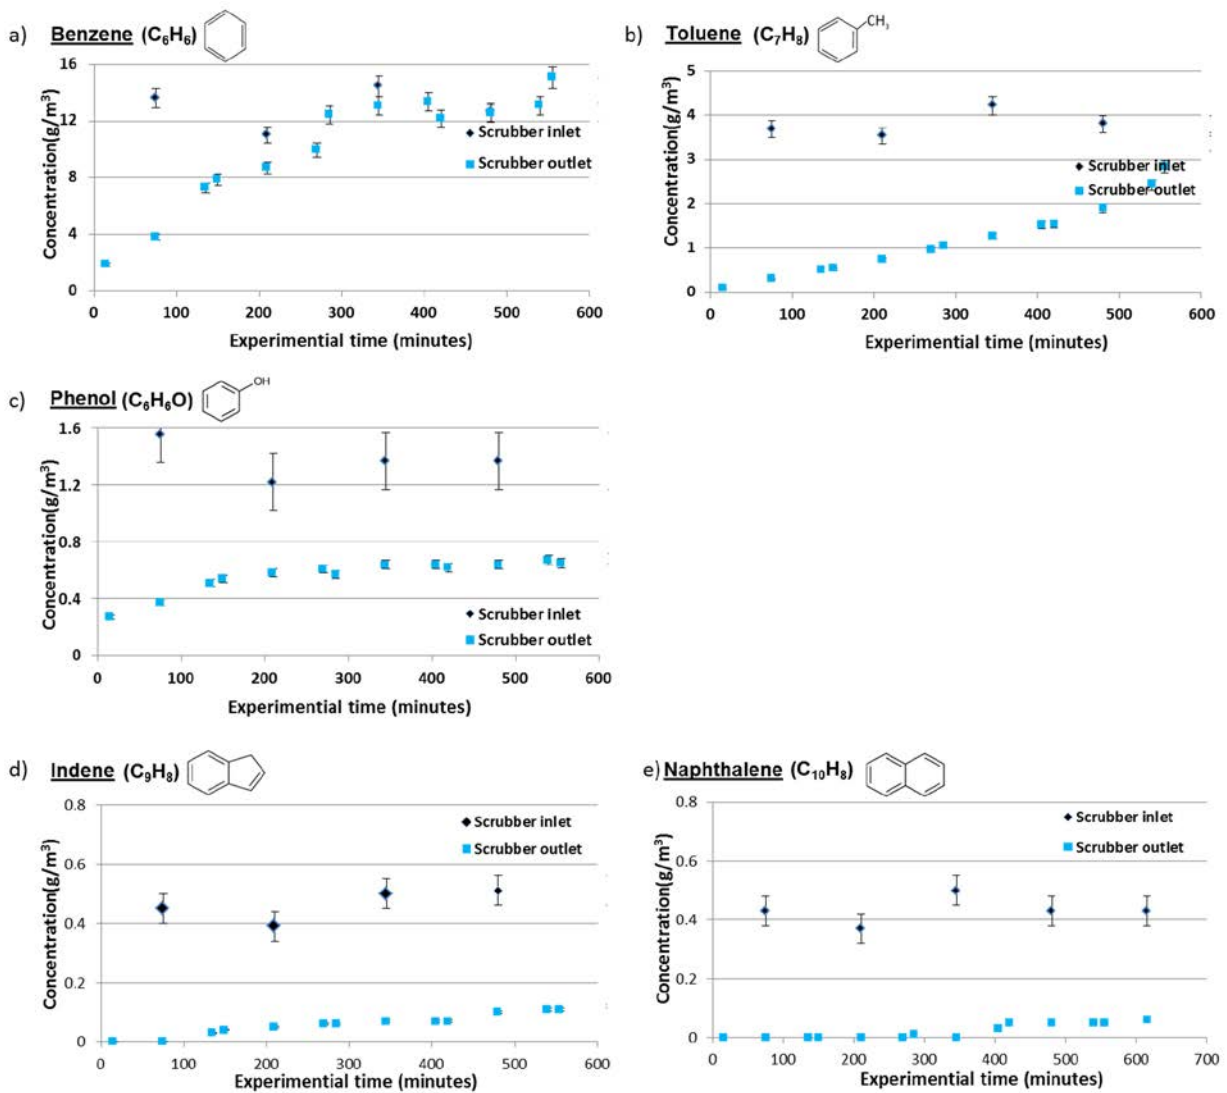 a) Benzene (C₆H₆)
16
12
8
4
0
0 100 200 300 400 500 600
Concentration(g/m³)
Experimental time (minutes)
Scrubber inlet
Scrubber outlet
b) Toluene (C₇H₈)
CH₃
5
4
3
2
1
0
0 100 200 300 400 500 600
Concentration(g/m³)
Experimental time (minutes)
Scrubber inlet
Scrubber outlet
c) Phenol (C₆H₆O)
OH
1.6
1.2
0.8
0.4
0
0 100 200 300 400 500 600
Concentration(g/m³)
Experimental time (minutes)
Scrubber inlet
Scrubber outlet
d) Indene (C₉H₈)
0.8
0.6
0.4
0.2
0
0 100 200 300 400 500 600
Concentration(g/m³)
Experimental time (minutes)
Scrubber inlet
Scrubber outlet
e) Naphthalene (C₁₀H₈)
0.8
0.6
0.4
0.2
0
0 100 200 300 400 500 600 700
Concentration(g/m³)
Experimental time (minutes)
Scrubber inlet
Scrubber outlet